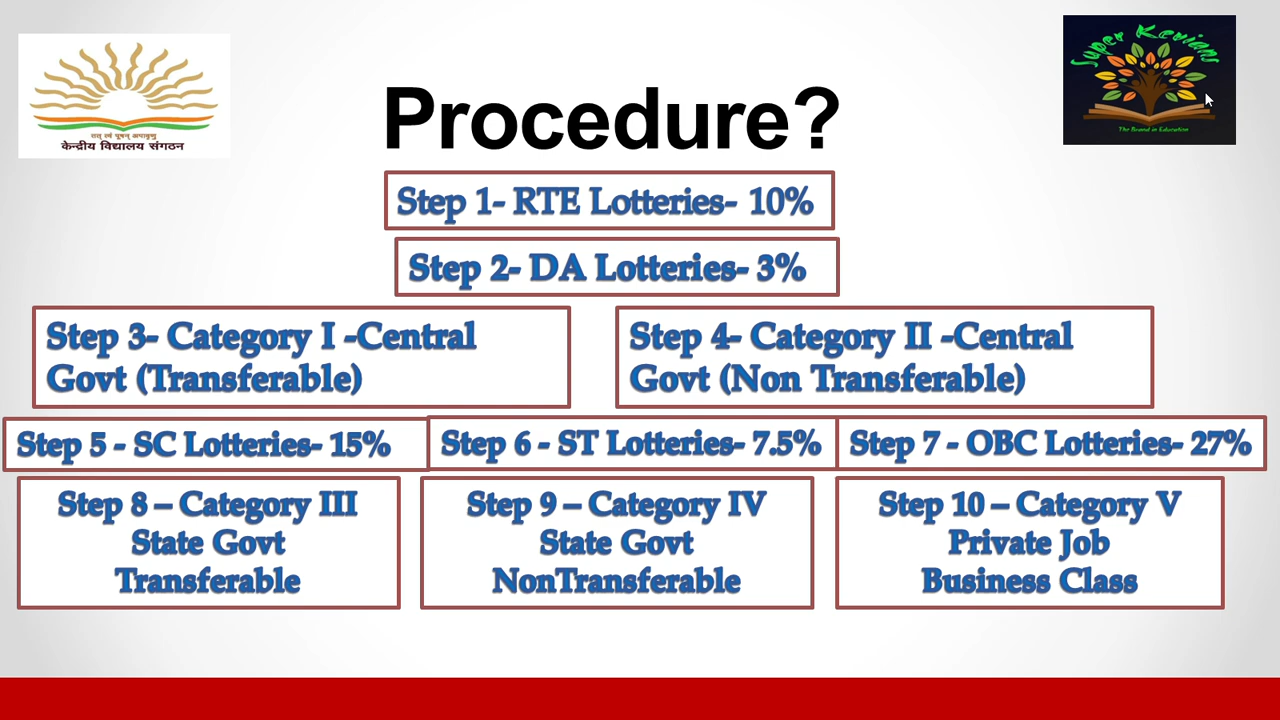 सत् त्वं पूषन् अपावृणु
केन्द्रीय विद्यालय संगठन
Super Kevians
The Brand in Education
Procedure?
Step 1- RTE Lotteries- 10%
Step 2- DA Lotteries- 3%
Step 3- Category I -Central
Govt (Transferable)
Step 4- Category II -Central
Govt (Non Transferable)
Step 5 - SC Lotteries- 15%
Step 6 - ST Lotteries- 7.5%
Step 7 - OBC Lotteries- 27%
Step 8 – Category III
State Govt
Transferable
Step 9 – Category IV
State Govt
NonTransferable
Step 10 – Category V
Private Job
Business Class